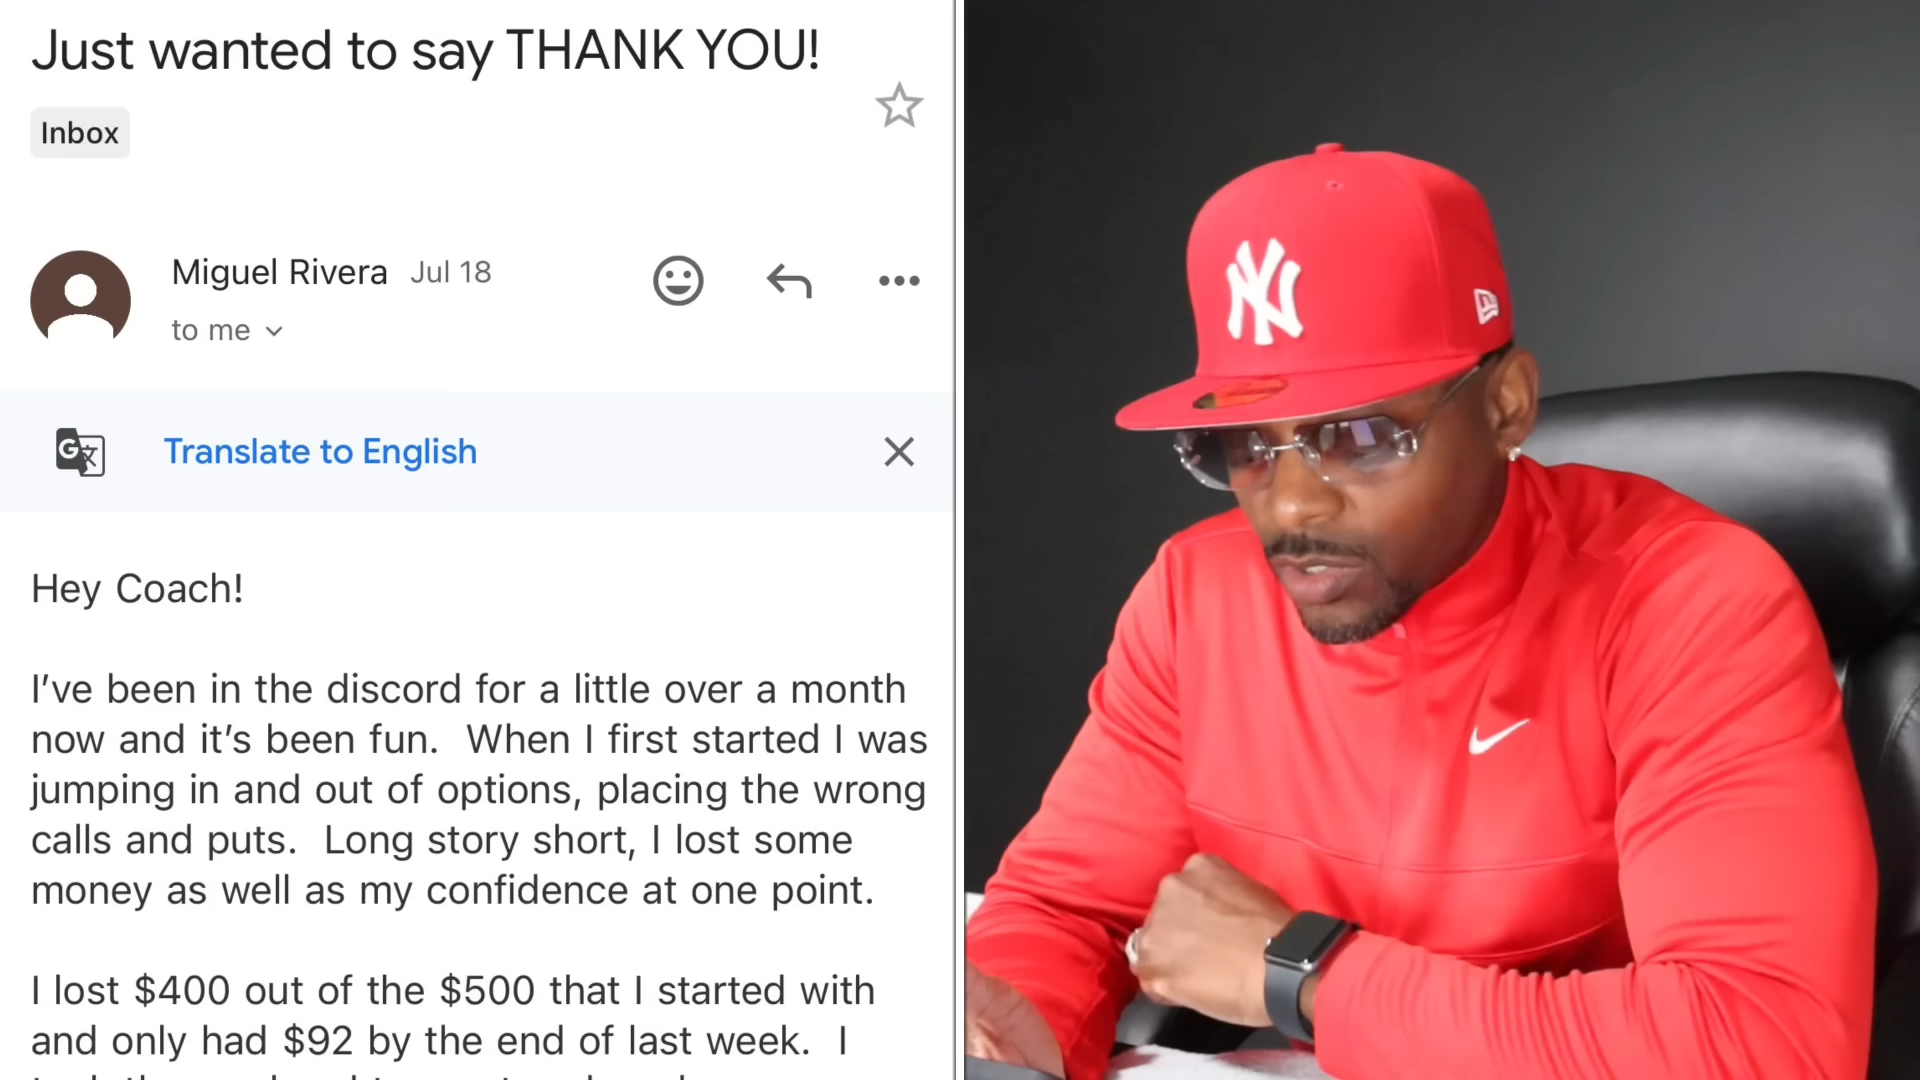 Just wanted to say THANK YOU!
Inbox
Miguel Rivera Jul 18
to me
Translate to English
Hey Coach!
I’ve been in the discord for a little over a month
now and it’s been fun.  When I first started I was
jumping in and out of options, placing the wrong
calls and puts.  Long story short, I lost some
money as well as my confidence at one point.
I lost $400 out of the $500 that I started with
and only had $92 by the end of last week.  I
NY